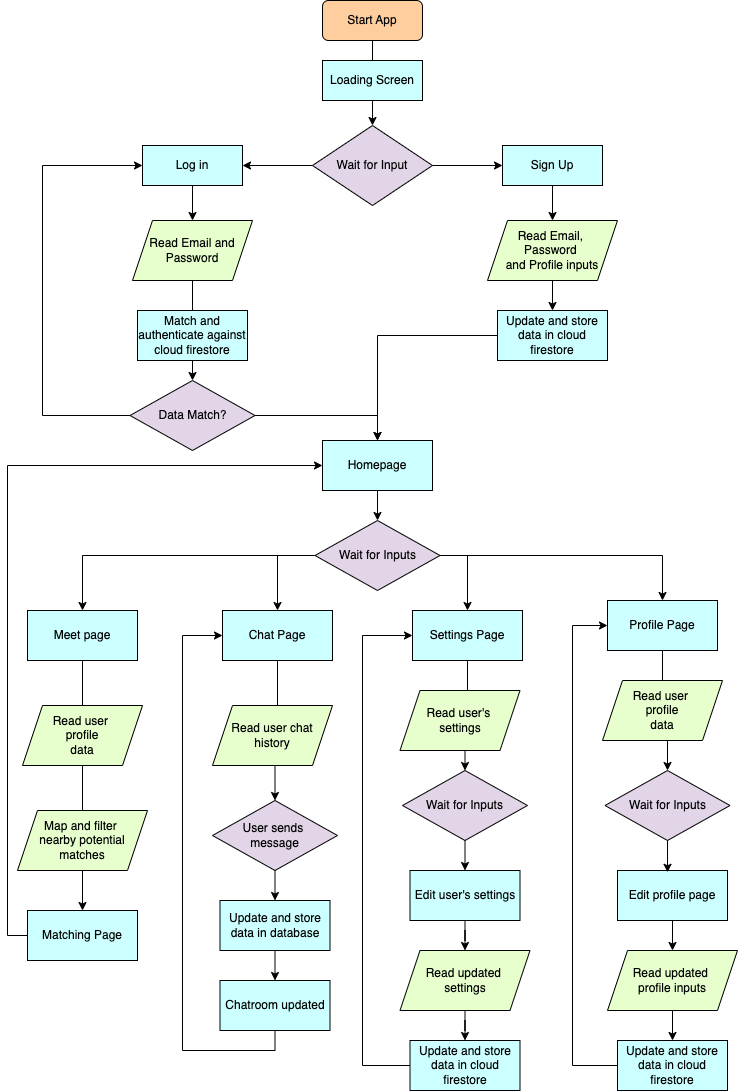 Start App
Loading Screen
Log in
Wait for Input
Sign Up
Read Email and
Password
Read Email,
Password
and Profile inputs
Match and
authenticate against
cloud firestore
Update and store
data in cloud
firestore
Data Match?
Homepage
Wait for Inputs
Meet page
Chat Page
Settings Page
Profile Page
Read user
profile
data
Read user chat
history
Read user's
settings
Read user
profile
data
Map and filter
nearby potential
matches
User sends
message
Wait for Inputs
Wait for Inputs
Matching Page
Update and store
data in database
Edit user's settings
Edit profile page
Chatroom updated
Read updated
settings
Read updated
profile inputs
Update and store
data in cloud
firestore
Update and store
data in cloud
firestore